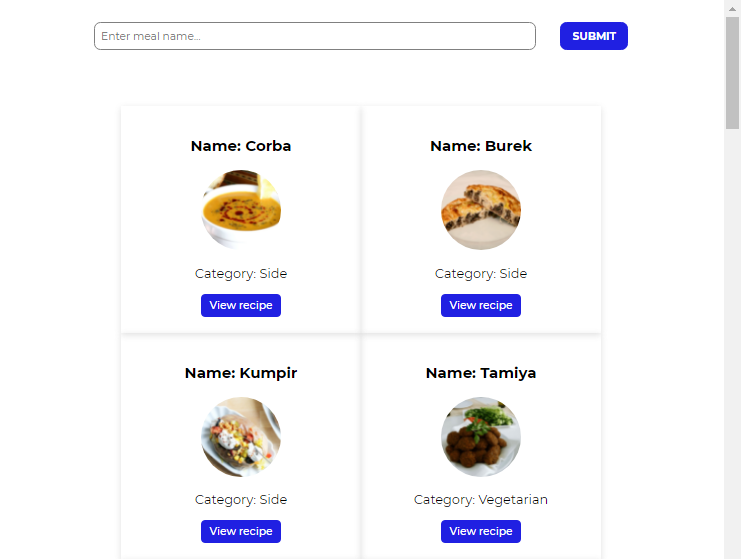 Enter meal name...
SUBMIT
Name: Corba
Name: Burek
Category: Side
Category: Side
View recipe
View recipe
Name: Kumpir
Name: Tamiya
Category: Side
Category: Vegetarian
View recipe
View recipe